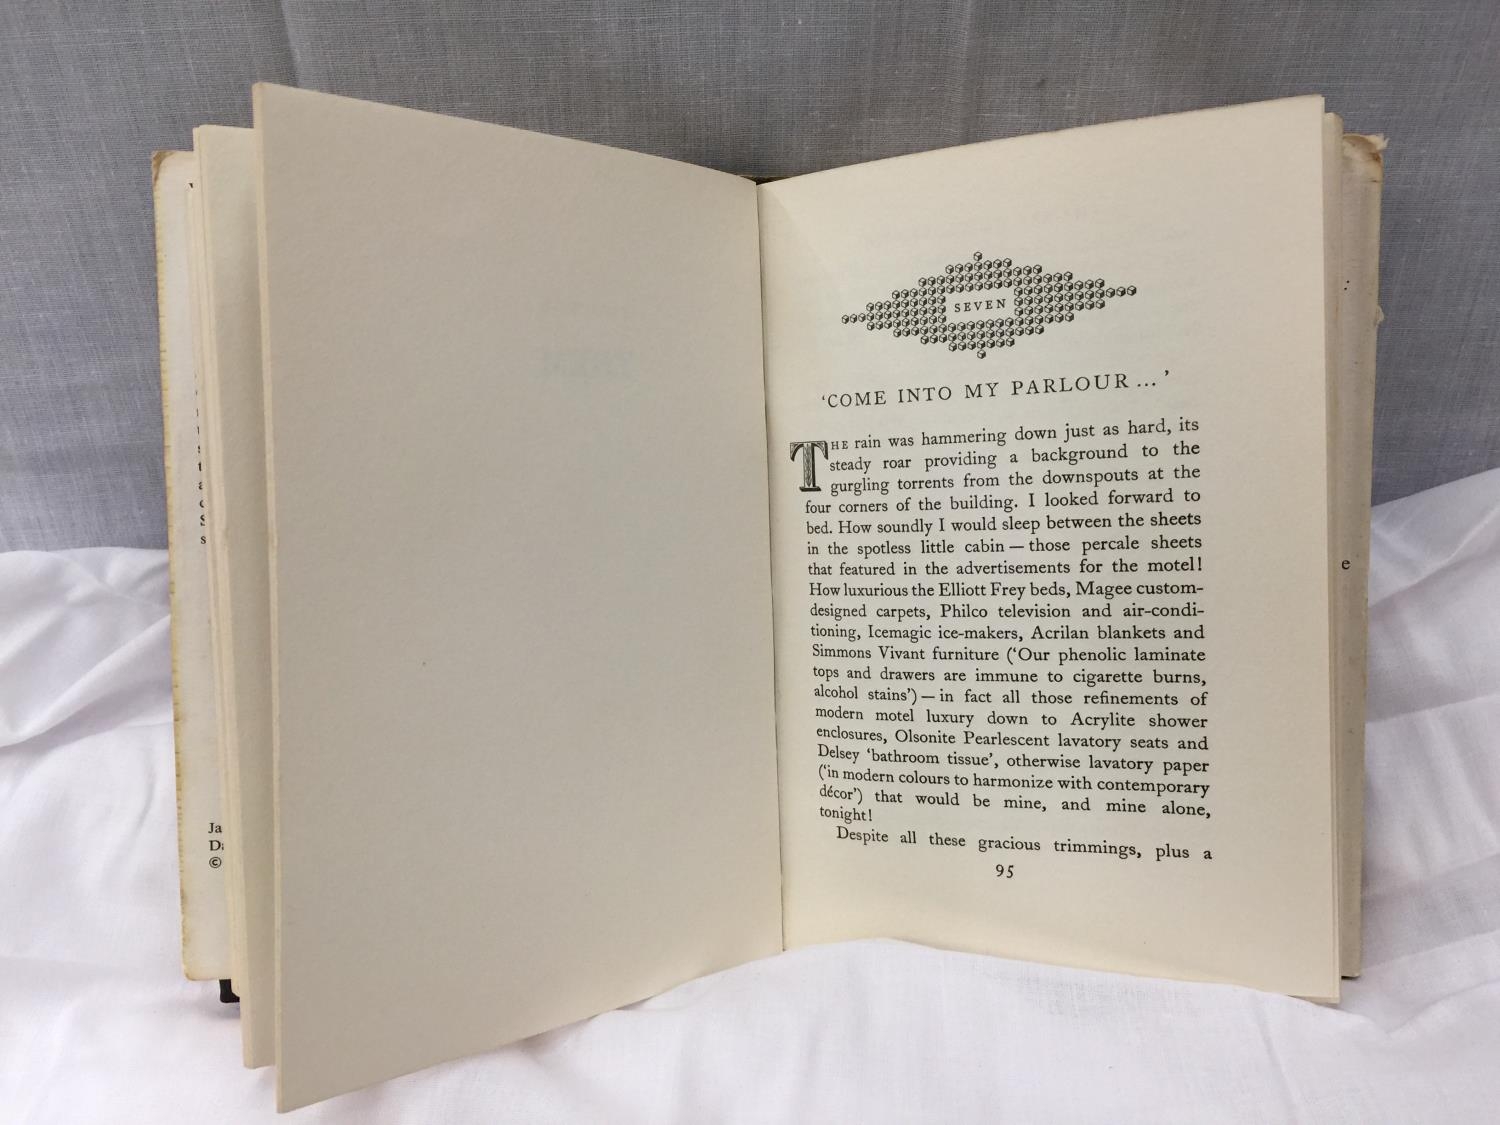 SEVEN
‘COME INTO MY PARLOUR ... ’
THE rain was hammering down just as hard, its
steady roar providing a background to the
gurgling torrents from the downspouts at the
four corners of the building. I looked forward to
bed. How soundly I would sleep between the sheets
in the spotless little cabin — those percale sheets
that featured in the advertisements for the motel!
How luxurious the Elliott Frey beds, Magee custom-
designed carpets, Philco television and air-condi-
tioning, Icemagic ice-makers, Acrilan blankets and
Simmons Vivant furniture (‘Our phenolic laminate
tops and drawers are immune to cigarette burns,
alcohol stains’) — in fact all those refinements of
modern motel luxury down to Acrylite shower
enclosures, Olsonite Pearlescent lavatory seats and
Delsey ‘bathroom tissue’, otherwise lavatory paper
(‘in modern colours to harmonize with contemporary
décor’) that would be mine, and mine alone,
tonight!
Despite all these gracious trimmings, plus a
95
Ja
Da
©
e